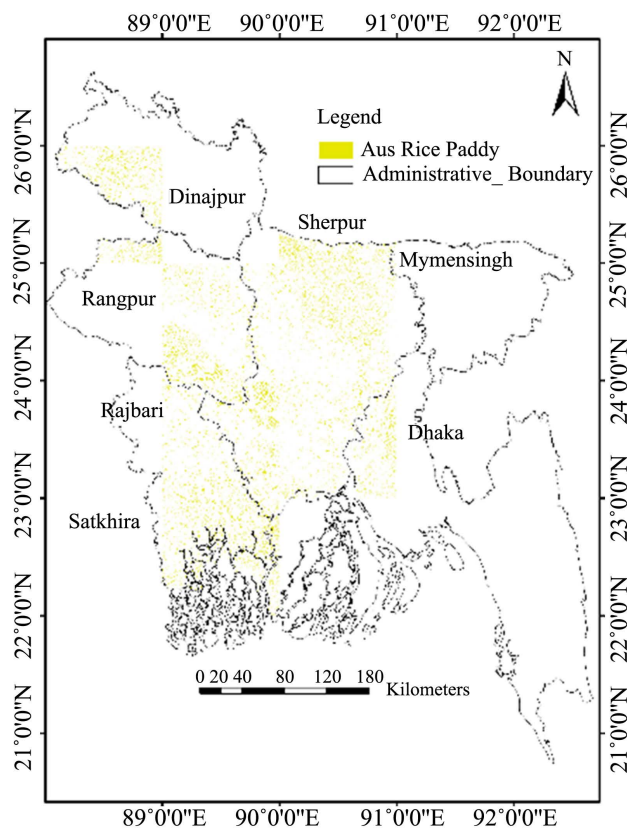 89°0'0"E 90°0'0"E 91°0'0"E 92°0'0"E
N
Legend
Aus Rice Paddy
Administrative_ Boundary
26°0'0"N 26°0'0"N
Dinajpur
Sherpur
25°0'0"N 25°0'0"N
Mymensingh
Rangpur
24°0'0"N 24°0'0"N
Rajbari
Dhaka
23°0'0"N 23°0'0"N
Satkhira
22°0'0"N 22°0'0"N
0 20 40 80 120 180
Kilometers
21°0'0"N 21°0'0"N
89°0'0"E 90°0'0"E 91°0'0"E 92°0'0"E